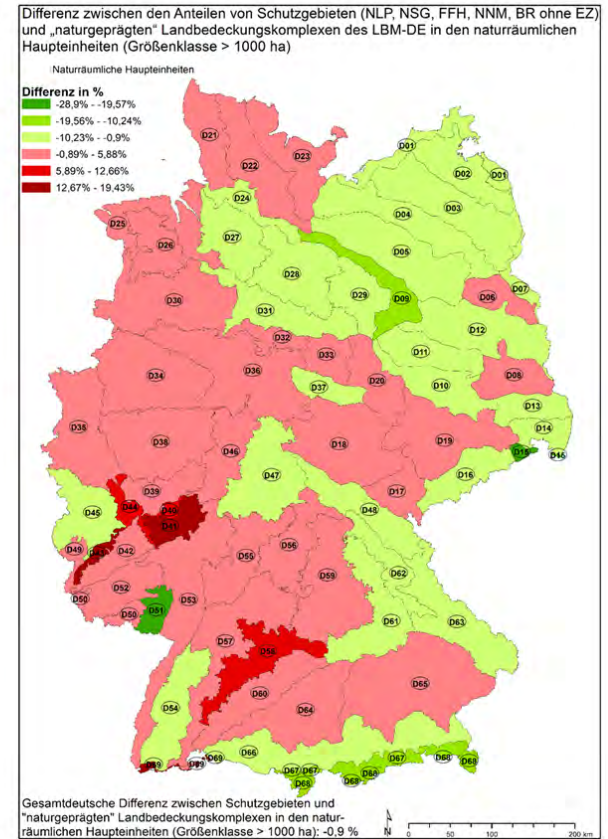 Differenz zwischen den Anteilen von Schutzgebieten (NLP, NSG, FFH, NNM, BR ohne EZ)
und „naturgeprägten“ Landbedeckungskomplexen des LBM-DE in den naturräumlichen
Haupteinheiten (Größenklasse > 1000 ha)
Naturräumliche Haupteinheiten
Differenz in %
-28,9% - -19,57%
-19,56% - -10,24%
-10,23% - -0,9%
-0,89% - 5,88%
5,89% - 12,66%
12,67% - 19,43%
D21
D22
D23
D01
D02
D01
D03
D04
D24
D25
D26
D27
D05
D28
D29
D09
D06
D07
D30
D31
D12
D32
D33
D11
D34
D36
D37
D20
D10
D08
D13
D14
D35
D38
D46
D18
D19
D15
D16
D47
D17
D39
D45
D44
D40
D41
D48
D49
D42
D55
D56
D59
D62
D50
D52
D50
D51
D53
D57
D58
D61
D63
D54
D60
D64
D65
D69
D69
D66
D67
D67
D68
D68
D68
D67
D68
D68
Gesamtdeutsche Differenz zwischen Schutzgebieten und
"naturgeprägten" Landbedeckungskomplexen in den natur-
räumlichen Haupteinheiten (Größenklasse > 1000 ha): -0,9 %
N
0 50 100 200 km